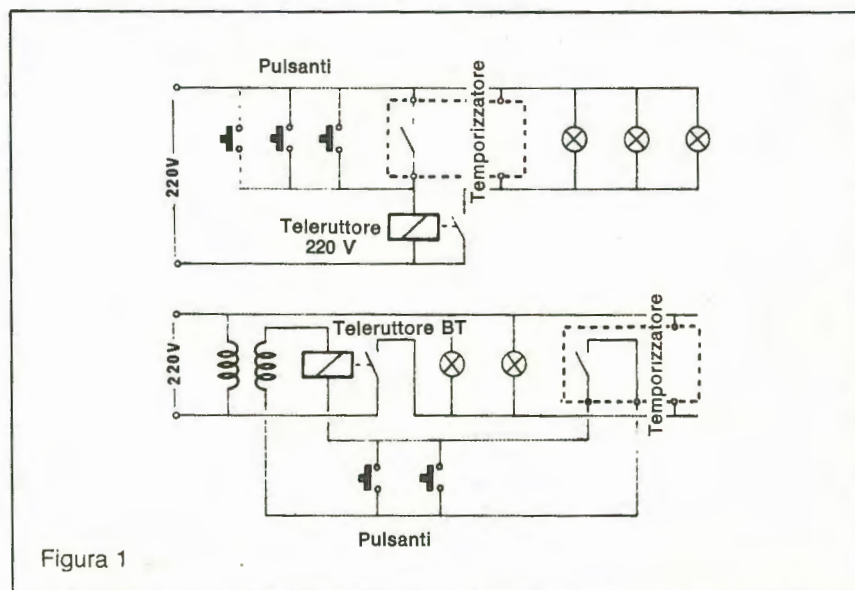 Pulsanti
220V
Temporizzatore
Teleruttore
220 V
220V
Teleruttore BT
Temporizzatore
Pulsanti
Figura 1